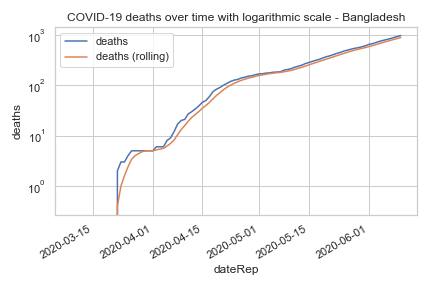 COVID-19 deaths over time with logarithmic scale - Bangladesh
deaths
deaths (rolling)
10³
10²
10¹
10⁰
deaths
2020-03-15
2020-04-01
2020-04-15
2020-05-01
2020-05-15
2020-06-01
dateRep